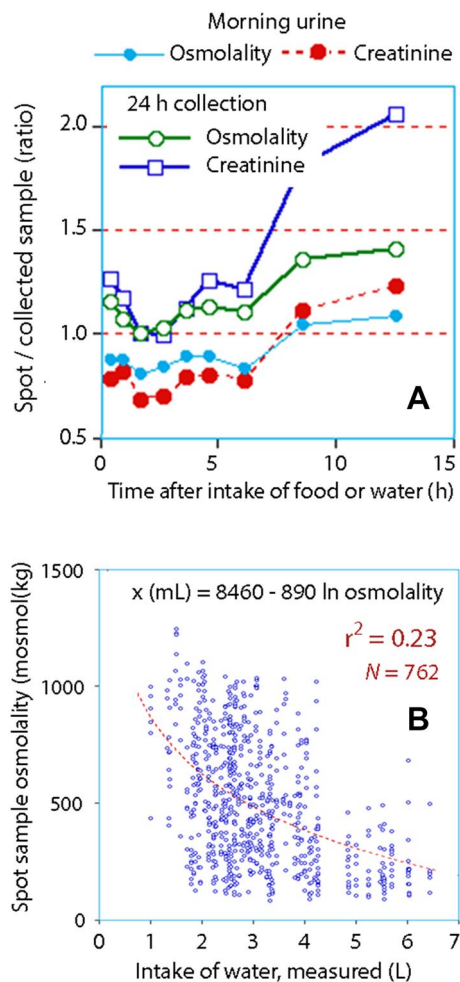 Morning urine
Osmolality Creatinine
24 h collection
Osmolality
Creatinine
Spot / collected sample (ratio)
2.0
1.5
1.0
0.5
A
0 5 10 15
Time after intake of food or water (h)
Spot sample osmolality (mosmol(kg)
1500
1000
500
0
x (mL) = 8460 - 890 ln osmolality
r² = 0.23
N = 762
B
0 1 2 3 4 5 6 7
Intake of water, measured (L)